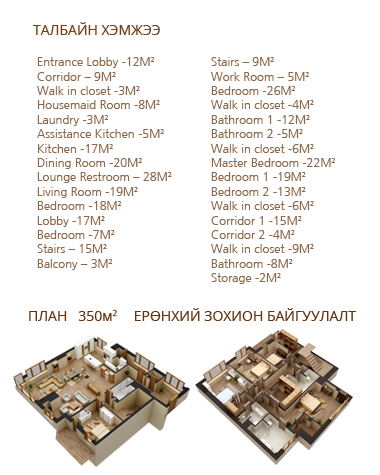 ТАЛБАЙН ХЭМЖЭЭ
Entrance Lobby -12M²
Corridor – 9M²
Walk in closet -3M²
Housemaid Room -8M²
Laundry -3M²
Assistance Kitchen -5M²
Kitchen -17M²
Dining Room -20M²
Lounge Restroom – 28M²
Living Room -19M²
Bedroom -18M²
Lobby -17M²
Bedroom -7M²
Stairs – 15M²
Balcony – 3M²
Stairs – 9M²
Work Room – 5M²
Bedroom -26M²
Walk in closet -4M²
Bathroom 1 -12M²
Bathroom 2 -5M²
Walk in closet -6M²
Master Bedroom -22M²
Bedroom 1 -19M²
Bedroom 2 -13M²
Walk in closet -6M²
Corridor 1 -15M²
Corridor 2 -4M²
Walk in closet -9M²
Bathroom -8M²
Storage -2M²
ПЛАН 350м² ЕРӨНХИЙ ЗОХИОН БАЙГУУЛАЛТ